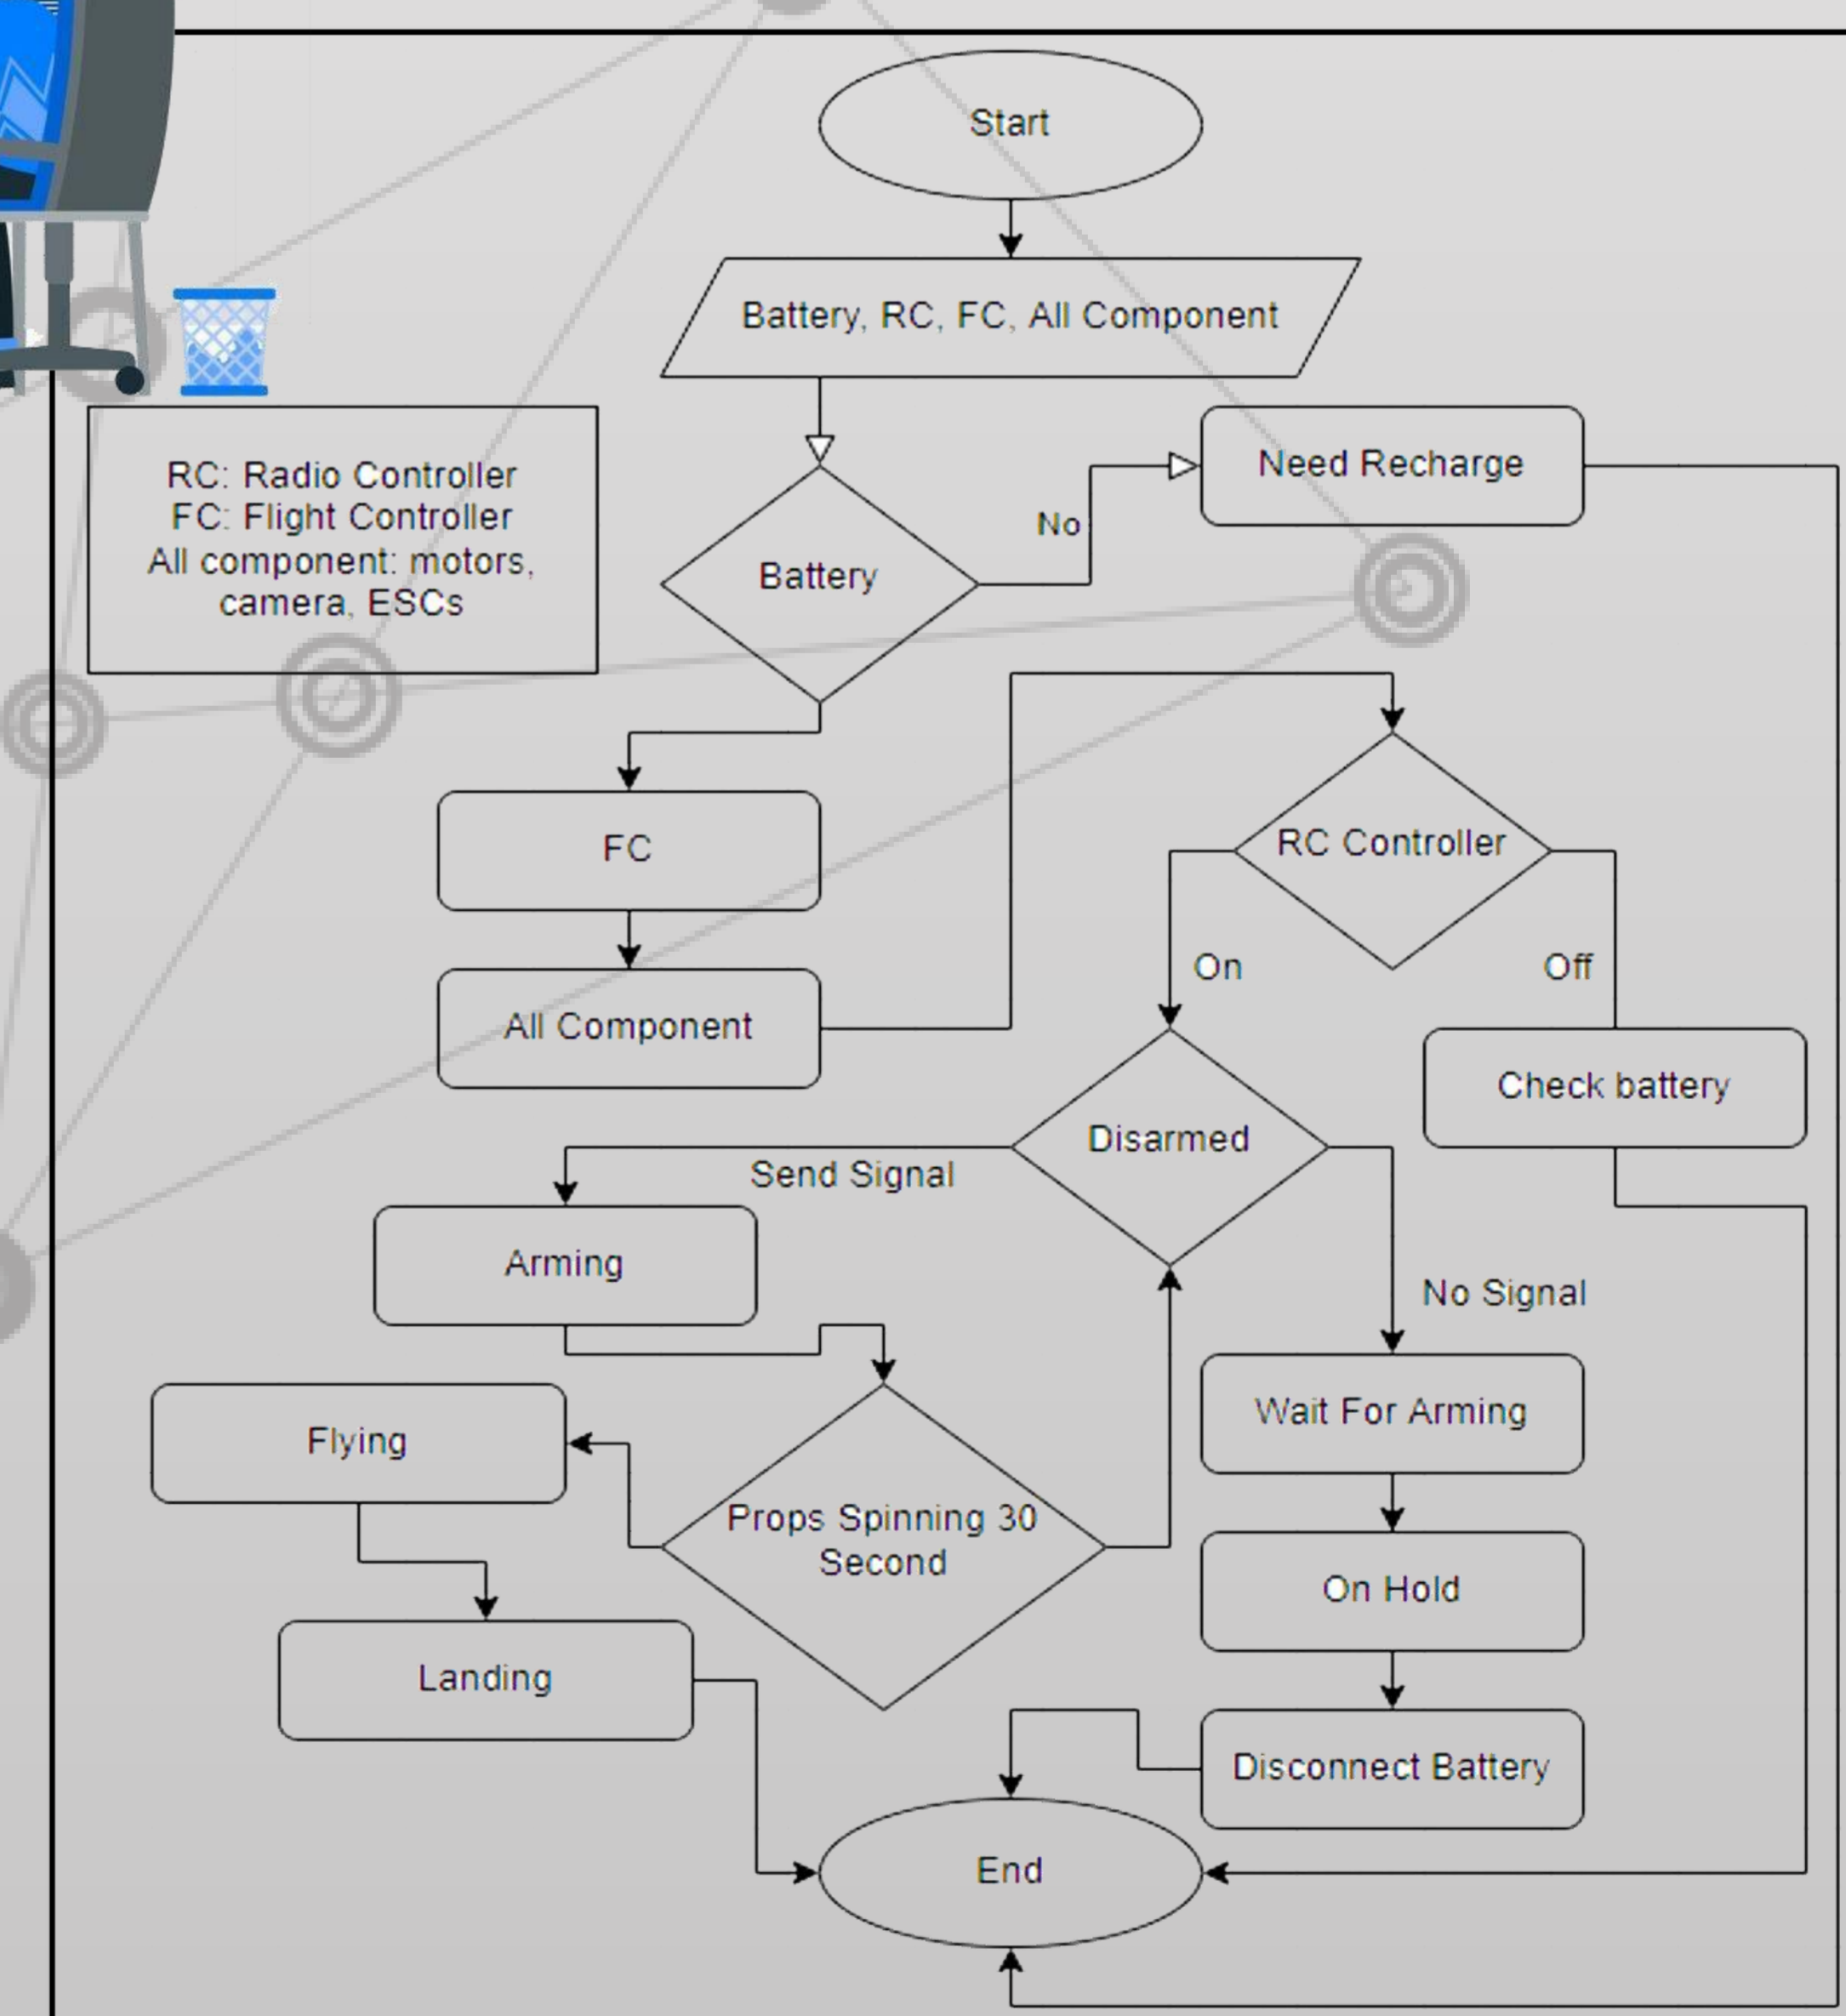 Start
Battery, RC, FC, All Component
RC: Radio Controller
FC: Flight Controller
All component: motors,
camera, ESCs
Need Recharge
No
Battery
FC
RC Controller
On
Off
All Component
Check battery
Disarmed
Send Signal
Arming
No Signal
Wait For Arming
Flying
Props Spinning 30
Second
On Hold
Landing
Disconnect Battery
End